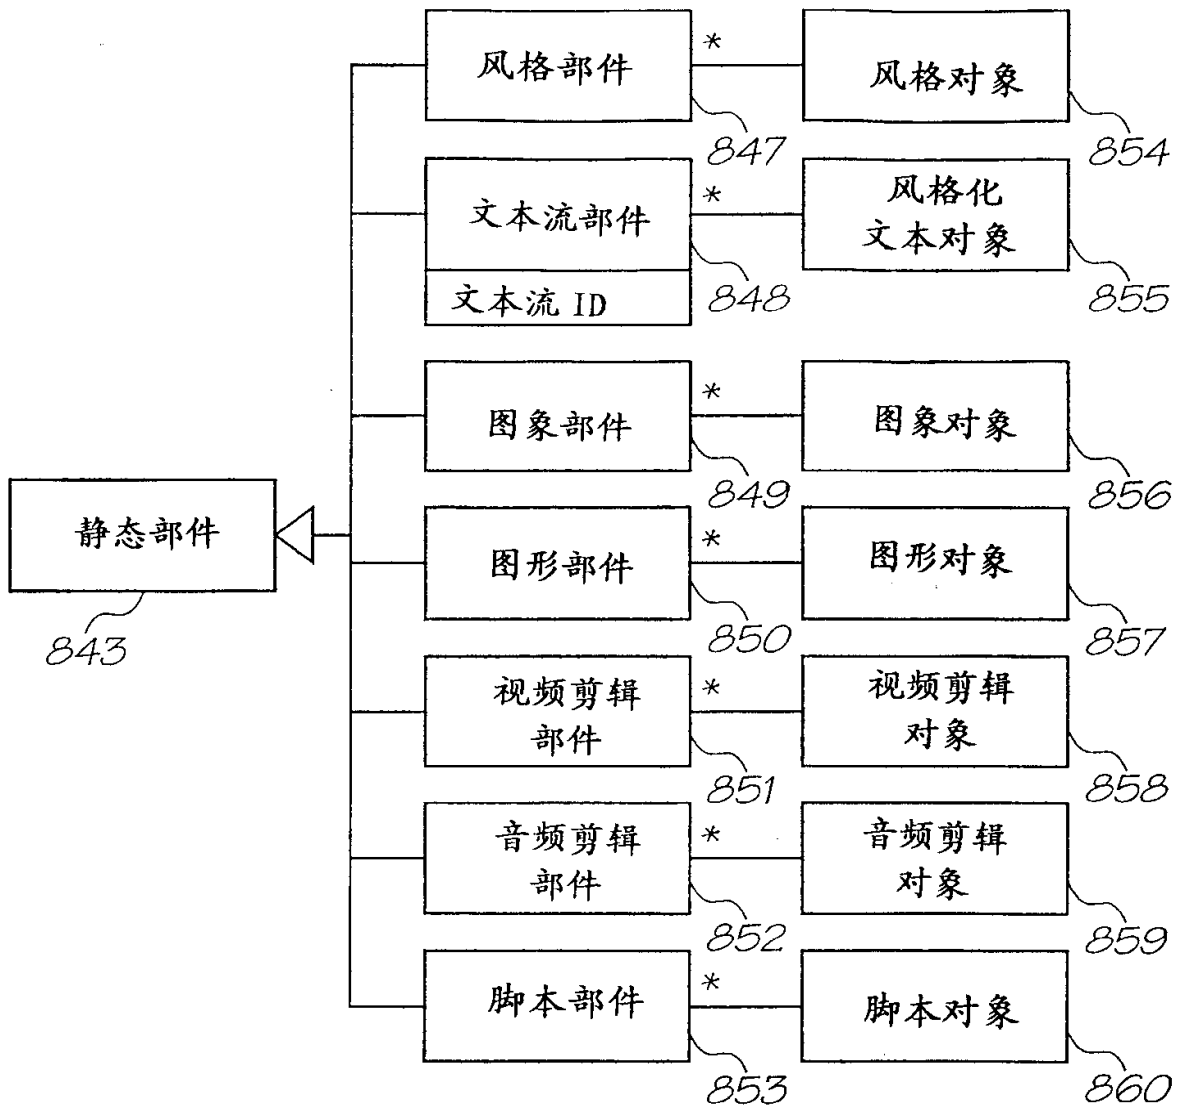 风格部件
*
风格对象
847
854
文本流部件
*
风格化
文本对象
848
855
文本流 ID
图象部件
*
图象对象
849
856
静态部件
843
图形部件
*
图形对象
850
857
视频剪辑
部件
*
视频剪辑
对象
851
858
音频剪辑
部件
*
音频剪辑
对象
852
859
脚本部件
*
脚本对象
853
860